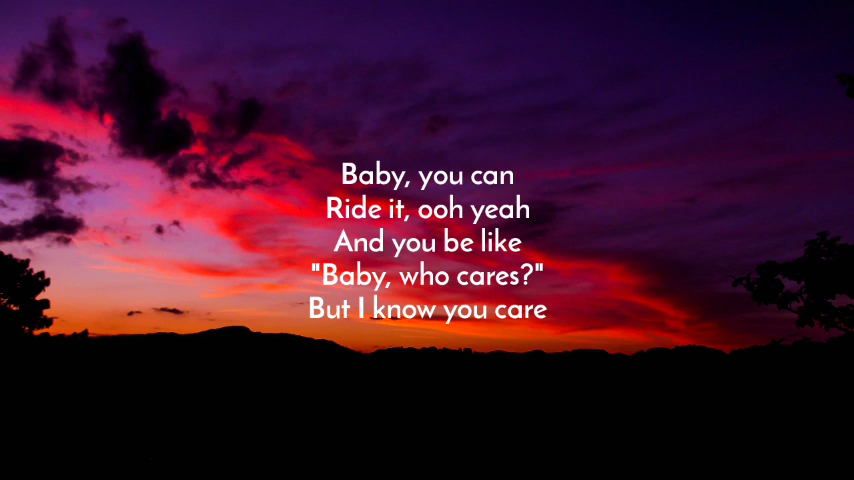 Baby, you can
Ride it, ooh yeah
And you be like
"Baby, who cares?"
But I know you care